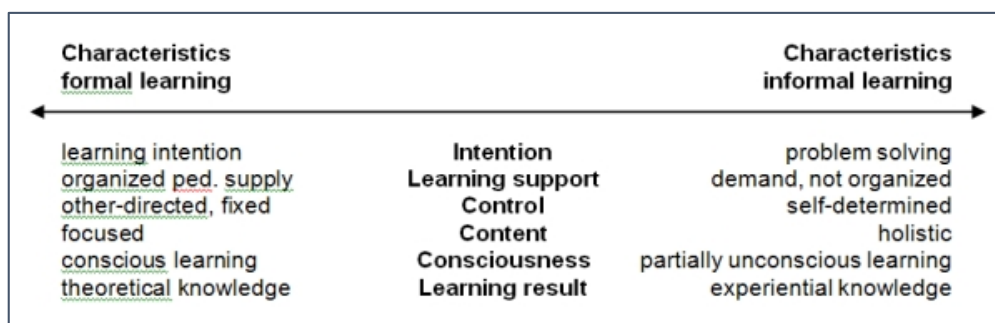 Characteristics Characteristics
formal learning informal learning
learning intention Intention problem solving
organized ped. supply Learning support demand, not organized
other-directed, fixed Control self-determined
focused Content holistic
conscious learning Consciousness partially unconscious learning
theoretical knowledge Learning result experiential knowledge